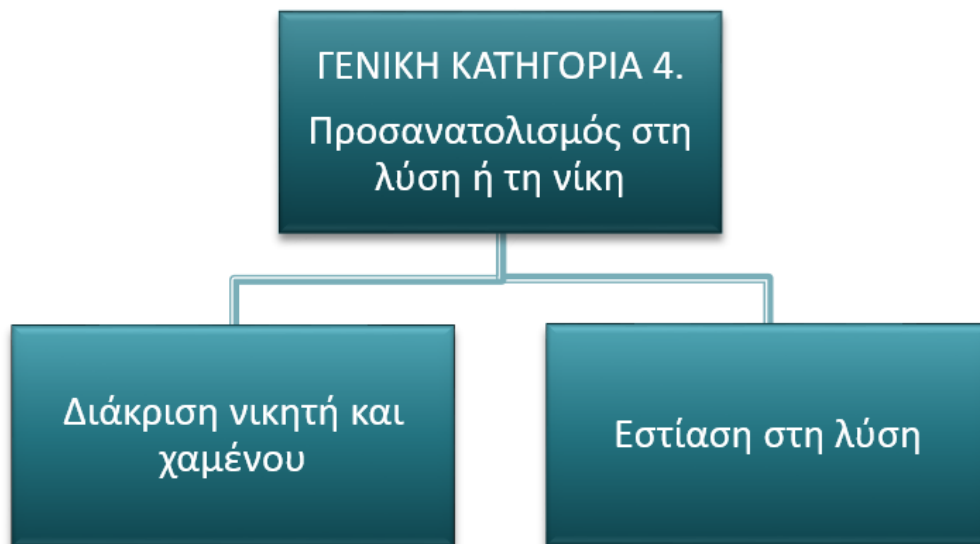 ΓΕΝΙΚΗ ΚΑΤΗΓΟΡΙΑ 4.
Προσανατολισμός στη
λύση ή τη νίκη
Διάκριση νικητή και
χαμένου
Εστίαση στη λύση